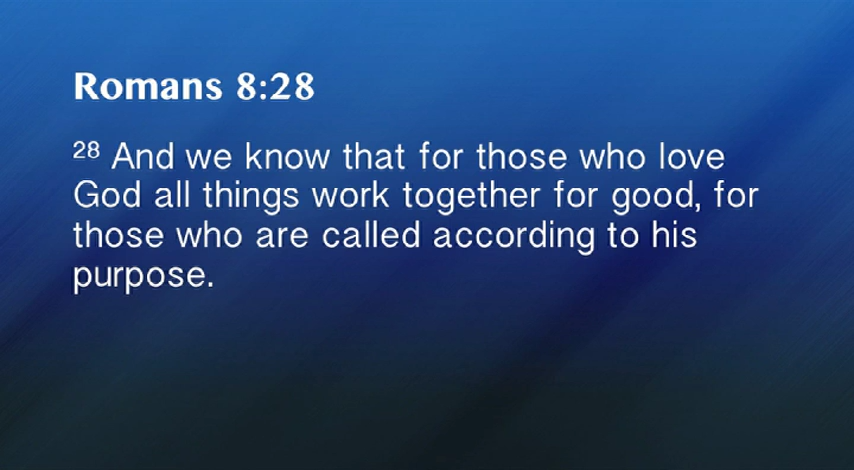 Romans 8:28
28 And we know that for those who love
God all things work together for good, for
those who are called according to his
purpose.